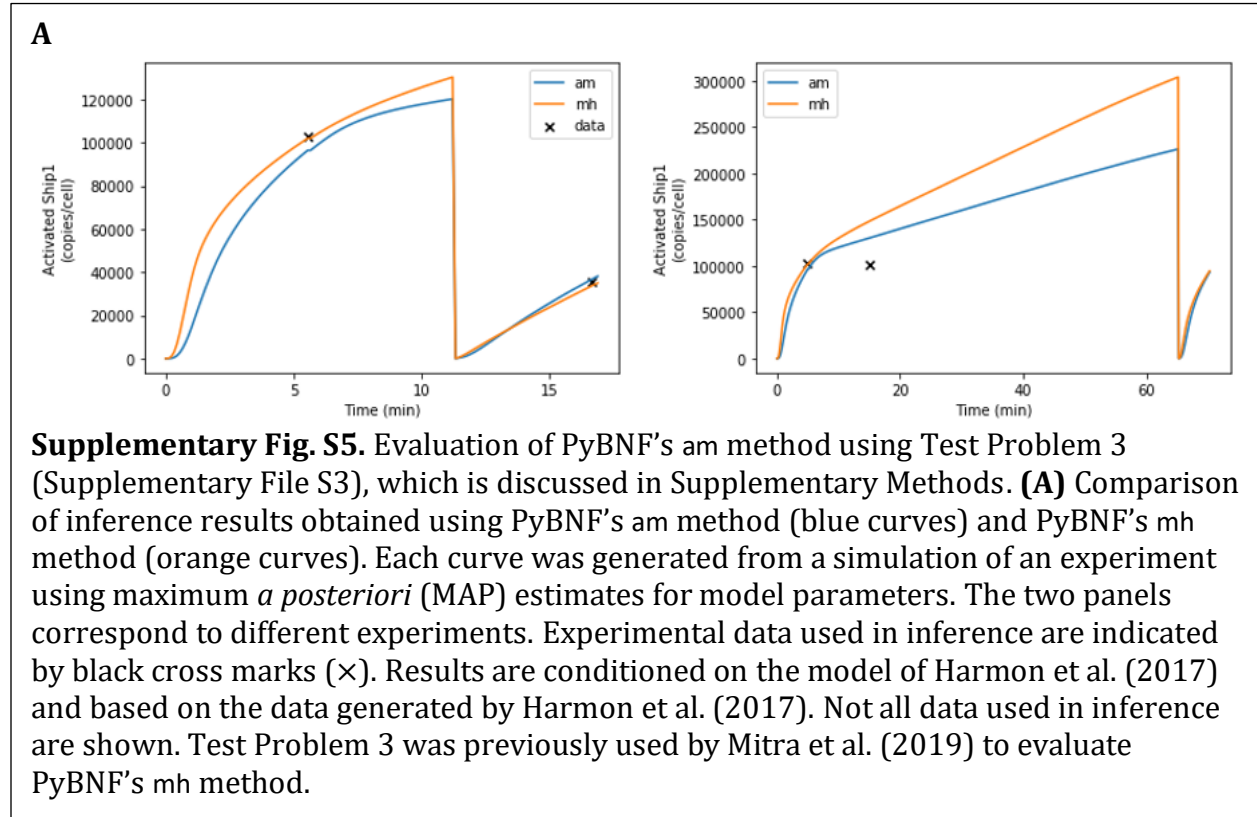 A
120000
100000
80000
60000
40000
20000
0
Activated Ship1
(copies/cell)
am
mh
data
0
5
10
15
Time (min)
300000
250000
200000
150000
100000
50000
0
Activated Ship1
(copies/cell)
am
mh
0
20
40
60
Time (min)
Supplementary Fig. S5. Evaluation of PyBNF's am method using Test Problem 3
(Supplementary File S3), which is discussed in Supplementary Methods. (A) Comparison
of inference results obtained using PyBNF's am method (blue curves) and PyBNF's mh
method (orange curves). Each curve was generated from a simulation of an experiment
using maximum a posteriori (MAP) estimates for model parameters. The two panels
correspond to different experiments. Experimental data used in inference are indicated
by black cross marks (×). Results are conditioned on the model of Harmon et al. (2017)
and based on the data generated by Harmon et al. (2017). Not all data used in inference
are shown. Test Problem 3 was previously used by Mitra et al. (2019) to evaluate
PyBNF's mh method.